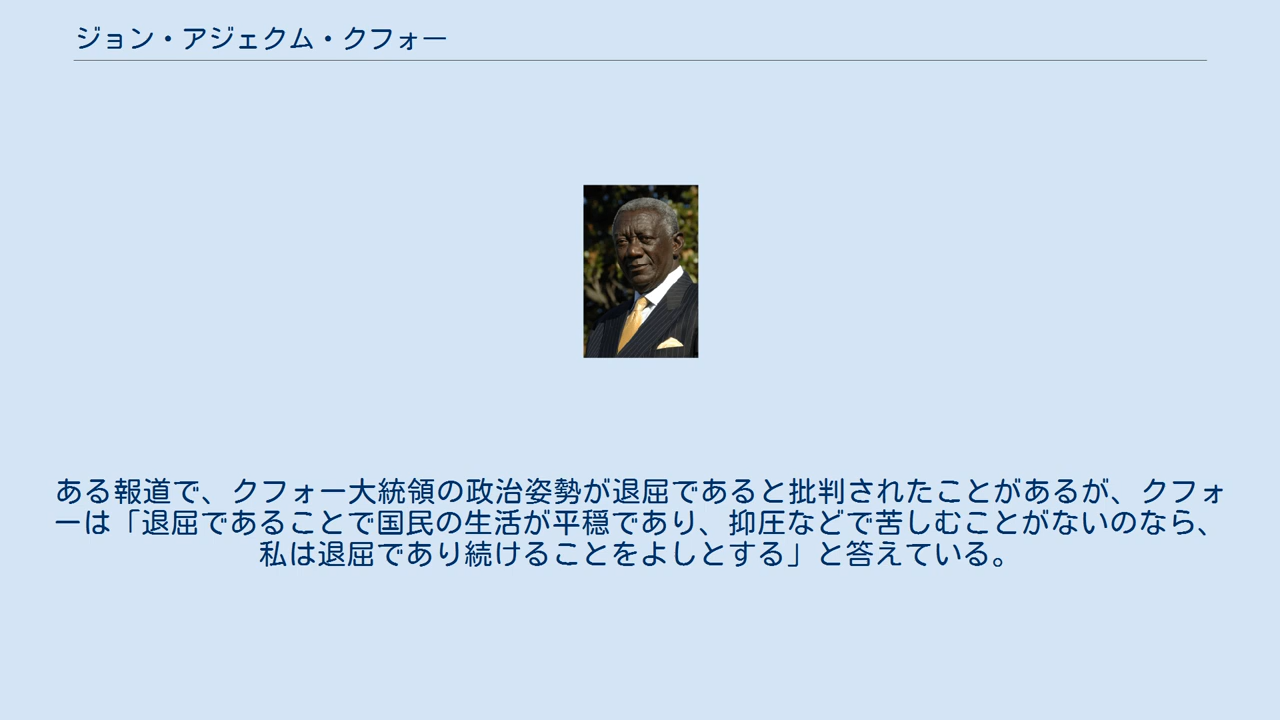 ジョン・アジェクム・クフォー
ある報道で、クフォー大統領の政治姿勢が退屈であると批判されたことがあるが、クフォ
ーは「退屈であることで国民の生活が平穏であり、抑圧などで苦しむことがないのなら、
私は退屈であり続けることをよしとする」と答えている。